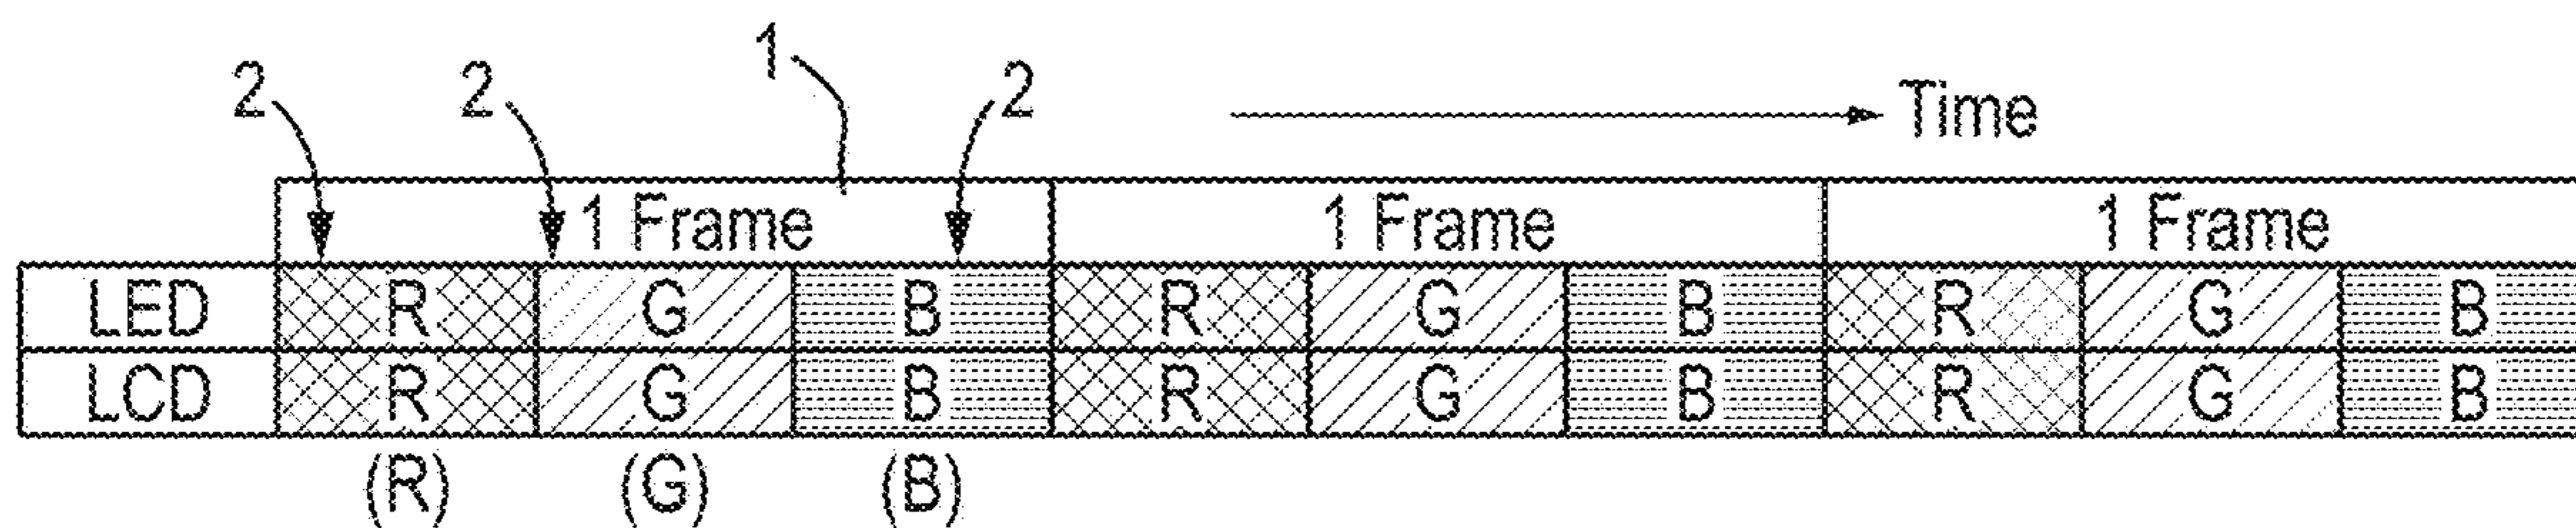 2 2 1 2 Time
1 Frame 1 Frame 1 Frame
LED R G B R G B R G B
LCD R G B R G B R G B
(R) (G) (B)